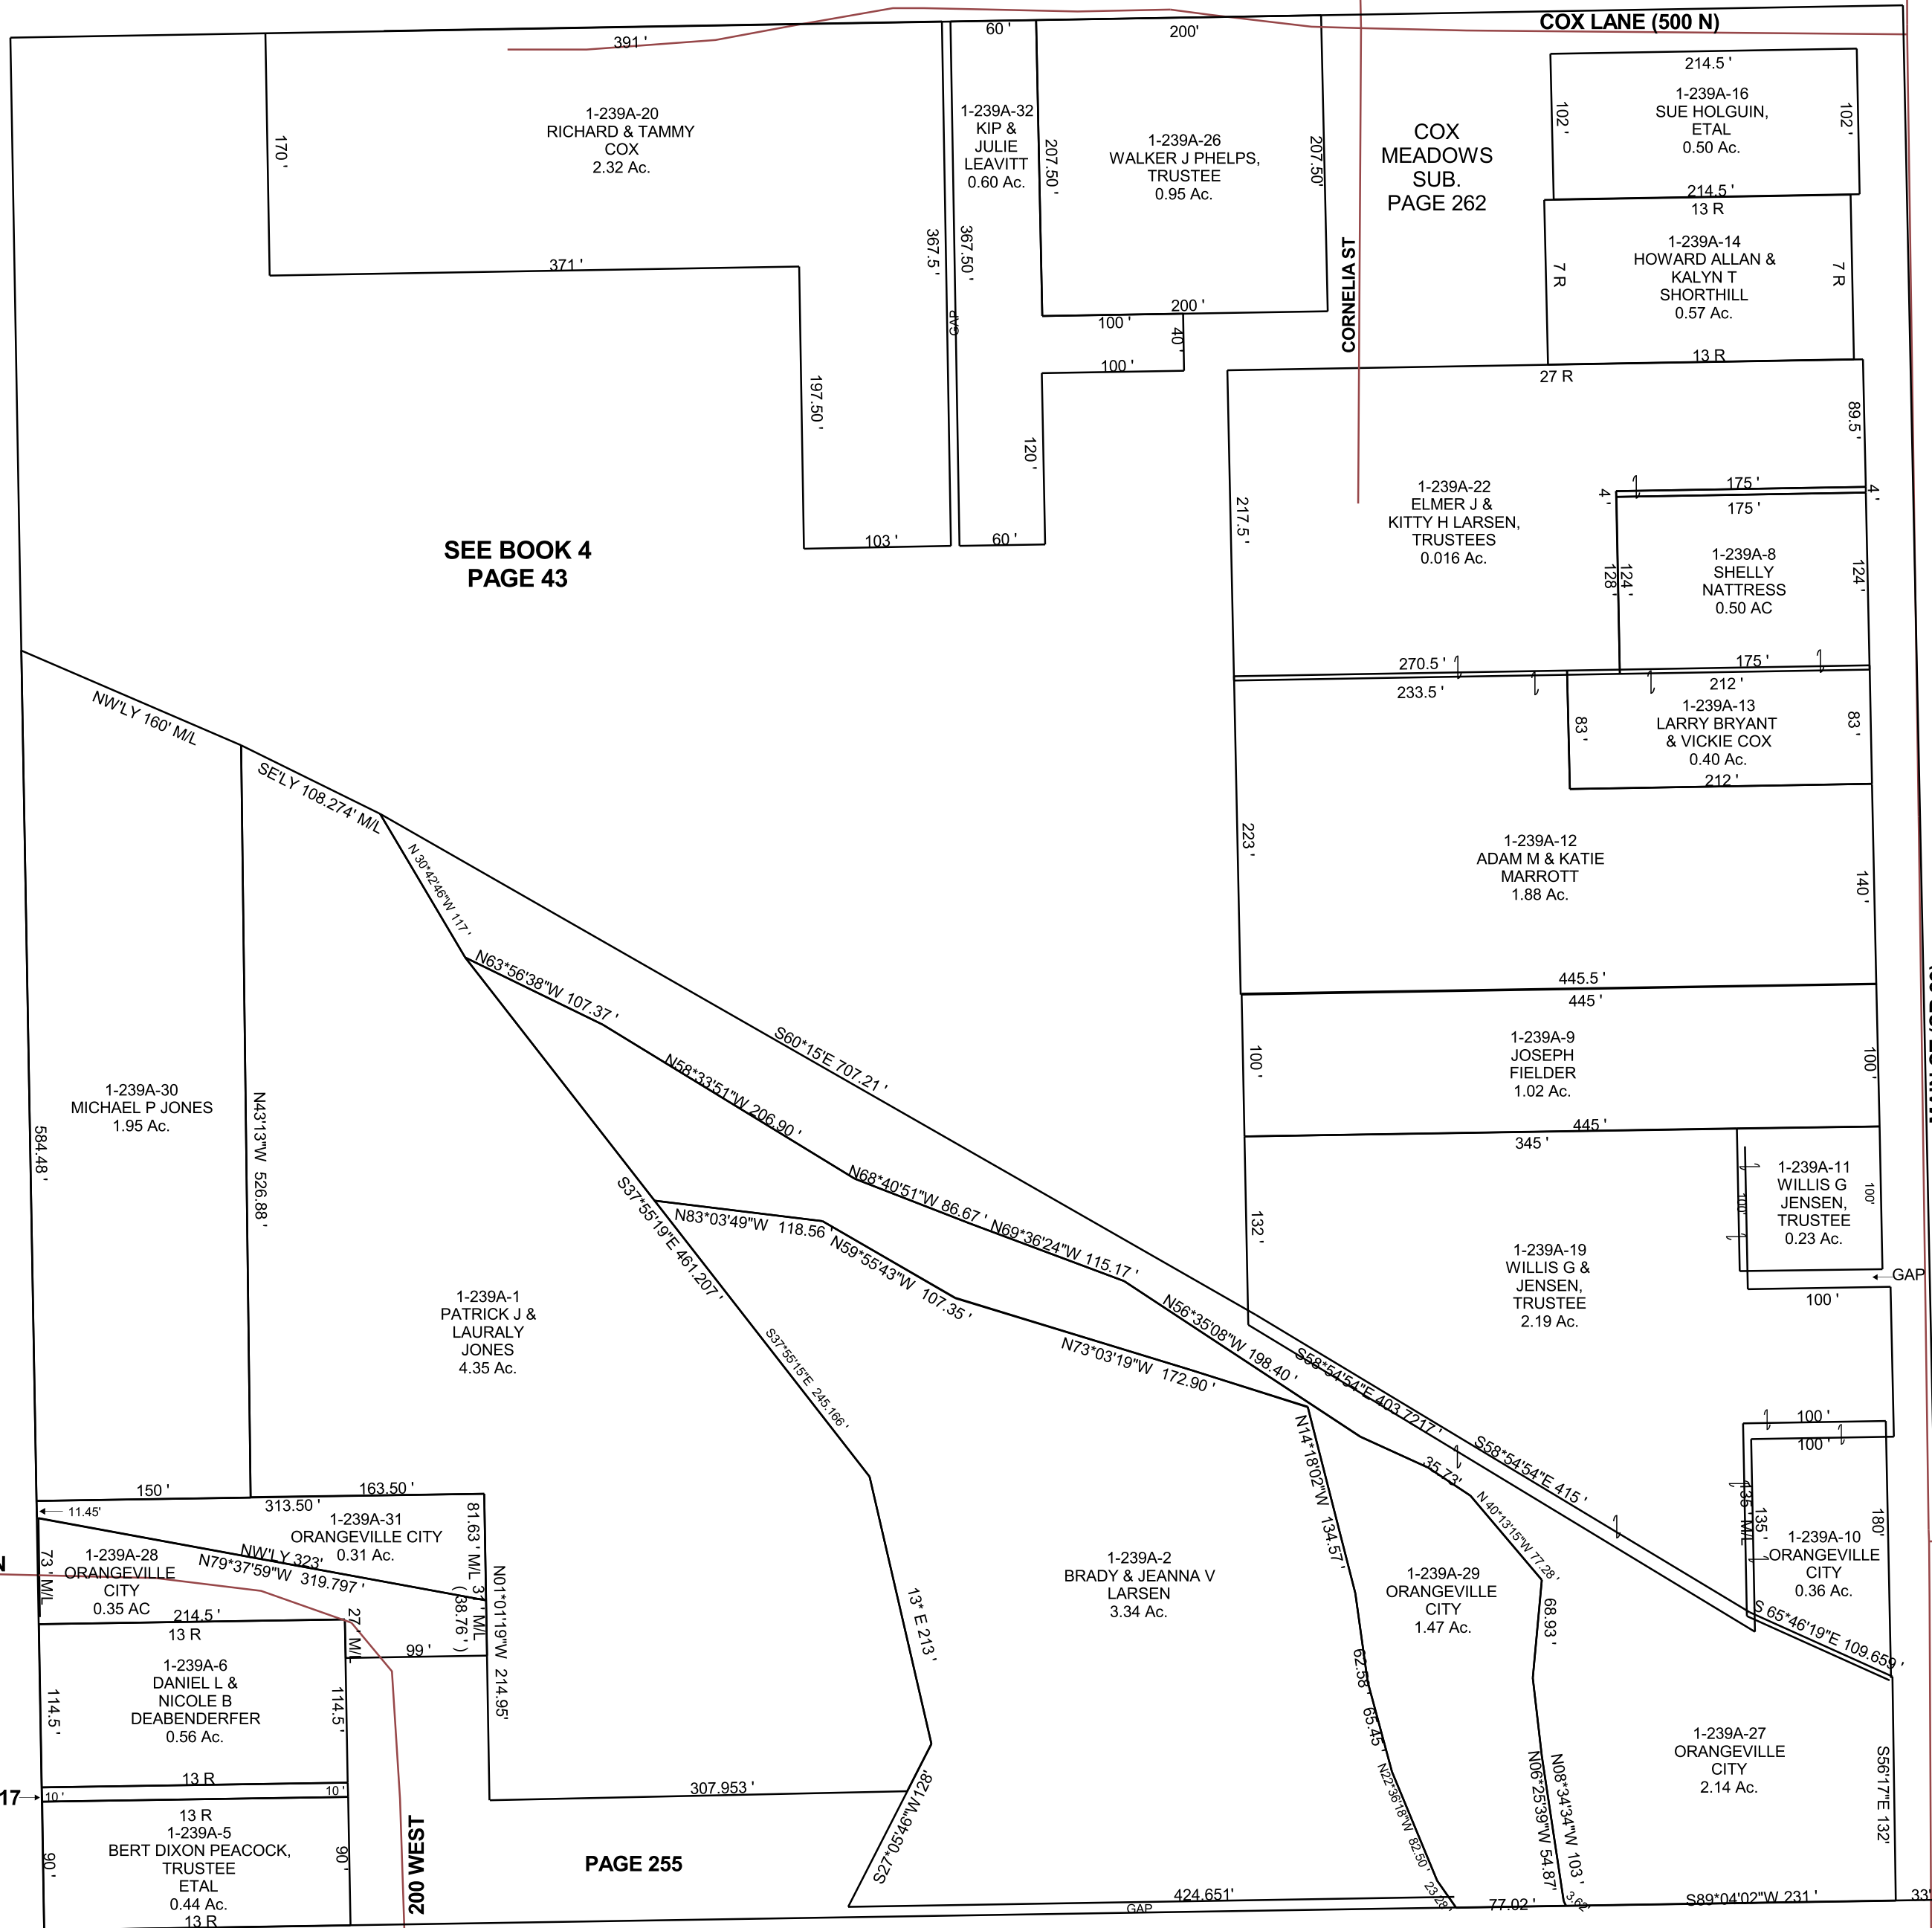 COX LANE (500 N)
391 '
60 '
200'
214.5 '
170 '
1-239A-20
RICHARD & TAMMY
COX
2.32 Ac.
1-239A-32
KIP &
JULIE
LEAVITT
0.60 Ac.
207.50 '
1-239A-26
WALKER J PHELPS,
TRUSTEE
0.95 Ac.
207.50'
COX
MEADOWS
SUB.
PAGE 262
102 '
1-239A-16
SUE HOLGUIN,
ETAL
0.50 Ac.
102 '
214.5 '
13 R
7 R
1-239A-14
HOWARD ALLAN &
KALYN T
SHORTHILL
0.57 Ac.
7 R
13 R
371 '
367.5 '
367.50 '
GAP
CORNELIA ST
200 '
100 '
40 '
100 '
27 R
197.50 '
120 '
103 '
60 '
SEE BOOK 4
PAGE 43
217.5 '
1-239A-22
ELMER J &
KITTY H LARSEN,
TRUSTEES
0.016 Ac.
89.5 '
4 '
175 '
4 '
175 '
128 '
124 '
1-239A-8
SHELLY
NATTRESS
0.50 AC
124 '
270.5 '
175 '
233.5 '
212 '
83 '
1-239A-13
LARRY BRYANT
& VICKIE COX
0.40 Ac.
83 '
212 '
NW'LY 160' M/L
SE'LY 108.274' M/L
N 30*42'46"W 117 '
223 '
1-239A-12
ADAM M & KATIE
MARROTT
1.88 Ac.
140 '
445.5 '
445 '
N63*56'38"W 107.37 '
S60*15'E 707.21 '
N58*33'51"W 206.90 '
100 '
1-239A-9
JOSEPH
FIELDER
1.02 Ac.
100 '
445 '
345 '
1-239A-30
MICHAEL P JONES
1.95 Ac.
584.48 '
N43'13"W 526.88 '
N68*40'51"W 86.67 '
N69*36'24"W 115.17 '
S37*55'19"E 461.207 '
N83*03'49"W 118.56 '
N59*55'43"W 107.35 '
132 '
100'
1-239A-11
WILLIS G
JENSEN,
TRUSTEE
0.23 Ac.
100'
GAP
100 '
1-239A-19
WILLIS G &
JENSEN,
TRUSTEE
2.19 Ac.
1-239A-1
PATRICK J &
LAURALY
JONES
4.35 Ac.
S37*55'15"E 245.166 '
N73*03'19"W 172.90 '
N56*35'08"W 198.40 '
S58*54'54"E 403.7217 '
S58*54'54"E 415 '
100 '
100 '
150 '
163.50 '
313.50 '
11.45'
1-239A-31
ORANGEVILLE CITY
0.31 Ac.
81.63 ' M/L
NW'LY 323'
N79*37'59"W 319.797 '
1-239A-28
ORANGEVILLE
CITY
0.35 AC
73 ' M/L
214.5 '
13 R
27 ' M/L
99 '
31 ' M/L
( 38.76 ' )
N01*01'19"W 214.95'
N14*18'02"W 134.57'
35.73'
N 40*13'15"W 77.28 '
135 ' M/L
135 '
1-239A-10
ORANGEVILLE
CITY
0.36 Ac.
180'
S 65*46'19"E 109.659 '
1-239A-2
BRADY & JEANNA V
LARSEN
3.34 Ac.
13* E 213 '
1-239A-29
ORANGEVILLE
CITY
1.47 Ac.
68.93 '
62.58 '
65.45 '
1-239A-6
DANIEL L &
NICOLE B
DEABENDERFER
0.56 Ac.
114.5 '
114.5 '
13 R
17
10 '
10 '
13 R
1-239A-5
BERT DIXON PEACOCK,
TRUSTEE
ETAL
0.44 Ac.
13 R
90 '
90 '
200 WEST
307.953 '
PAGE 255
S27*05'46"W128'
N22*36'18"W 82.50 '
23.28 '
N06*25'39"W 54.87'
N08*34'34"W 103 '
3.62'
1-239A-27
ORANGEVILLE
CITY
2.14 Ac.
S56'17"E 132'
424.651'
GAP
77.02 '
S89*04'02"W 231 '
33'
N